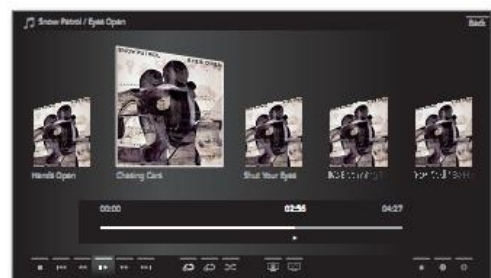 Snow Patrol / Eyes Open
Back
SNOW PATROL EYES OPEN
Hands Open
Chasing Cars
Shut Your Eyes
00:00
02:56
04:27